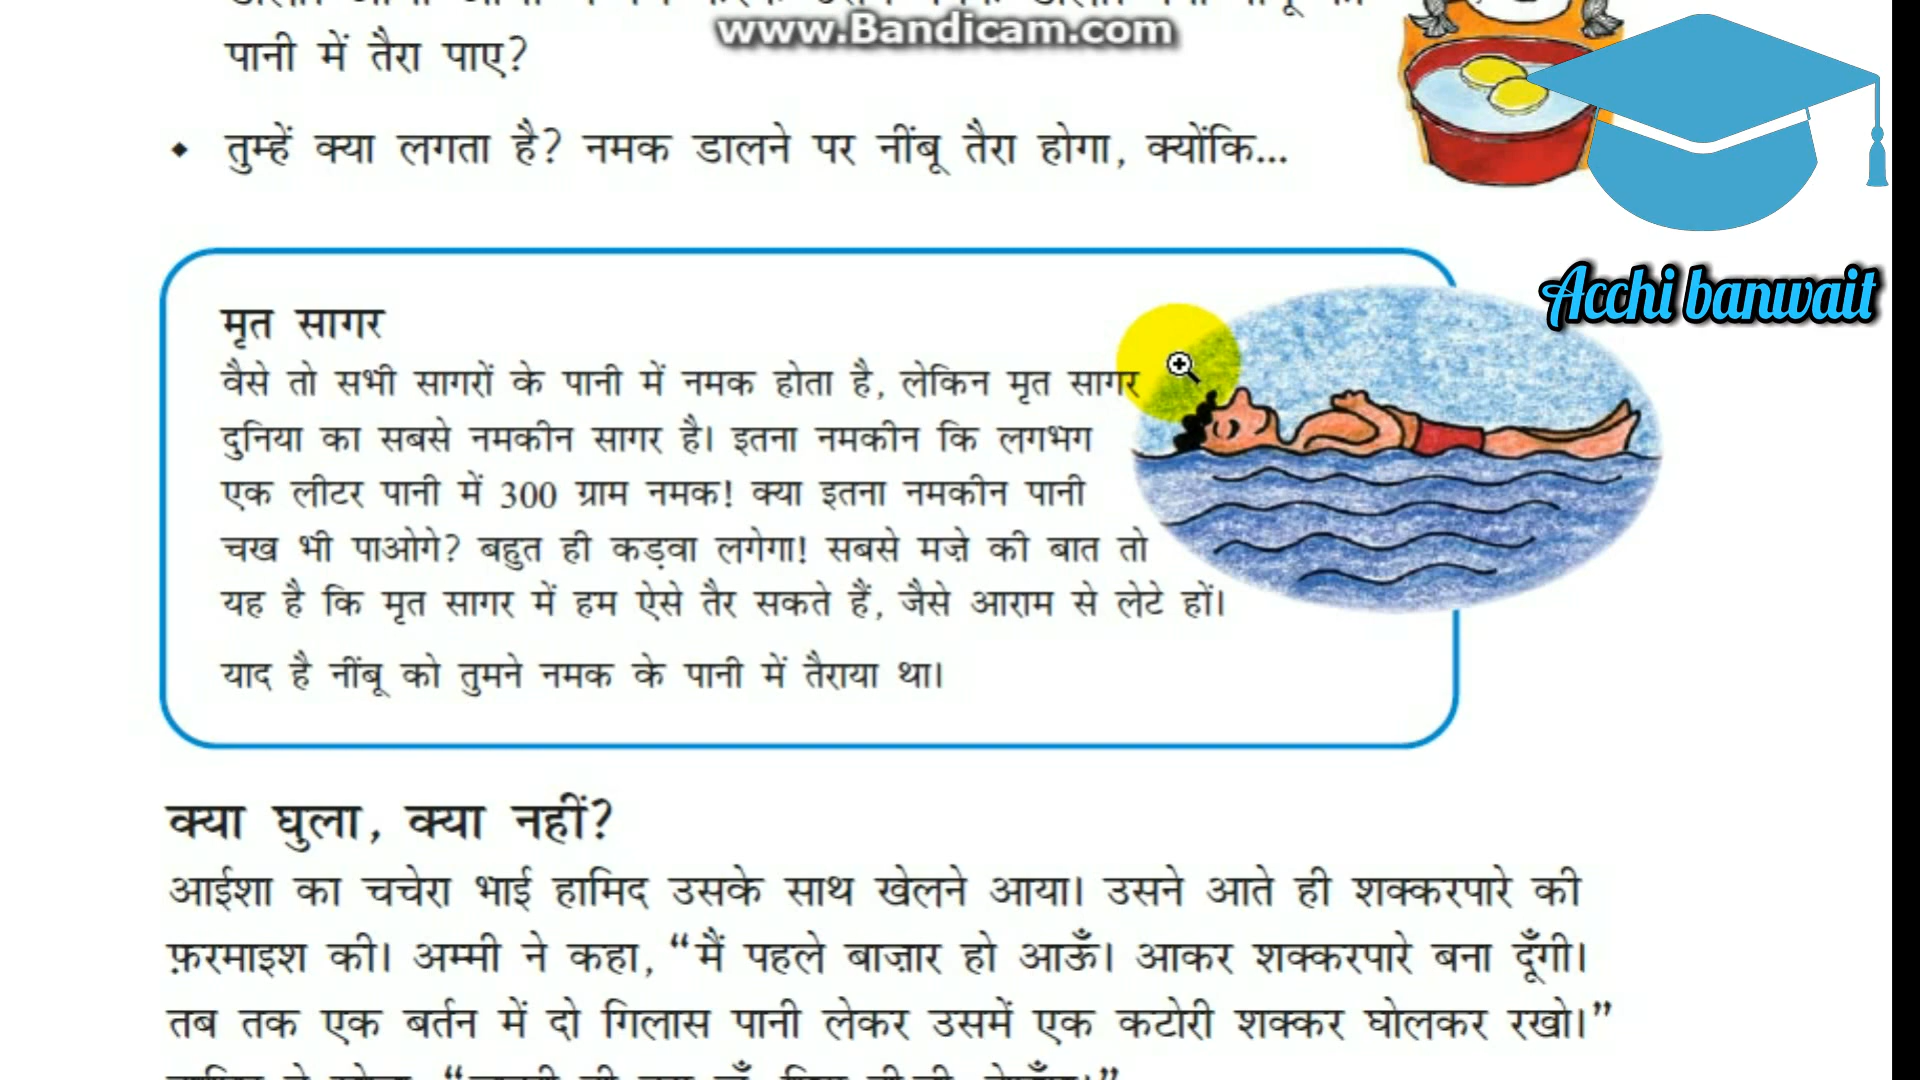 www.Bandicam.com
पानी में तैरा पाए?
• तुम्हें क्या लगता है? नमक डालने पर नींबू तैरा होगा, क्योंकि...
Acchi banwait
मृत सागर
वैसे तो सभी सागरों के पानी में नमक होता है, लेकिन मृत सागर
दुनिया का सबसे नमकीन सागर है। इतना नमकीन कि लगभग
एक लीटर पानी में 300 ग्राम नमक! क्या इतना नमकीन पानी
चख भी पाओगे? बहुत ही कड़वा लगेगा! सबसे मज़े की बात तो
यह है कि मृत सागर में हम ऐसे तैर सकते हैं, जैसे आराम से लेटे हों।
याद है नींबू को तुमने नमक के पानी में तैराया था।
क्या घुला, क्या नहीं?
आईशा का चचेरा भाई हामिद उसके साथ खेलने आया। उसने आते ही शक्करपारे की
फ़रमाइश की। अम्मी ने कहा, “मैं पहले बाज़ार हो आऊँ। आकर शक्करपारे बना दूँगी।
तब तक एक बर्तन में दो गिलास पानी लेकर उसमें एक कटोरी शक्कर घोलकर रखो।”